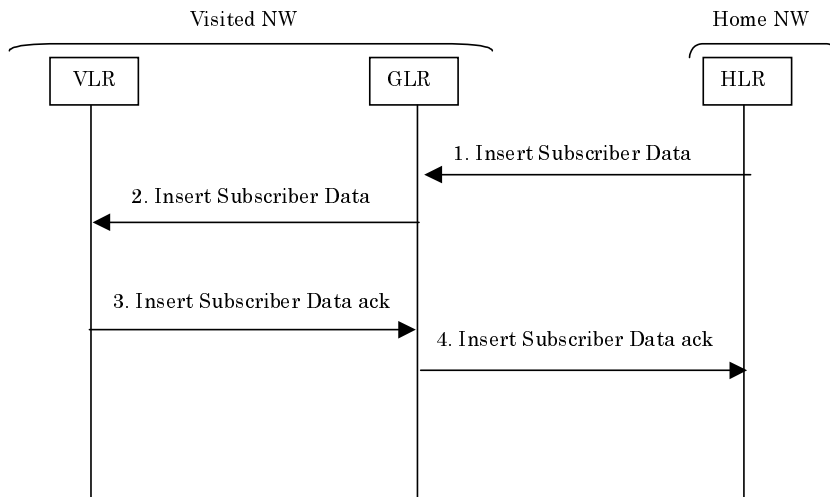 Visited NW
Home NW
VLR
GLR
HLR
1. Insert Subscriber Data
2. Insert Subscriber Data
3. Insert Subscriber Data ack
4. Insert Subscriber Data ack